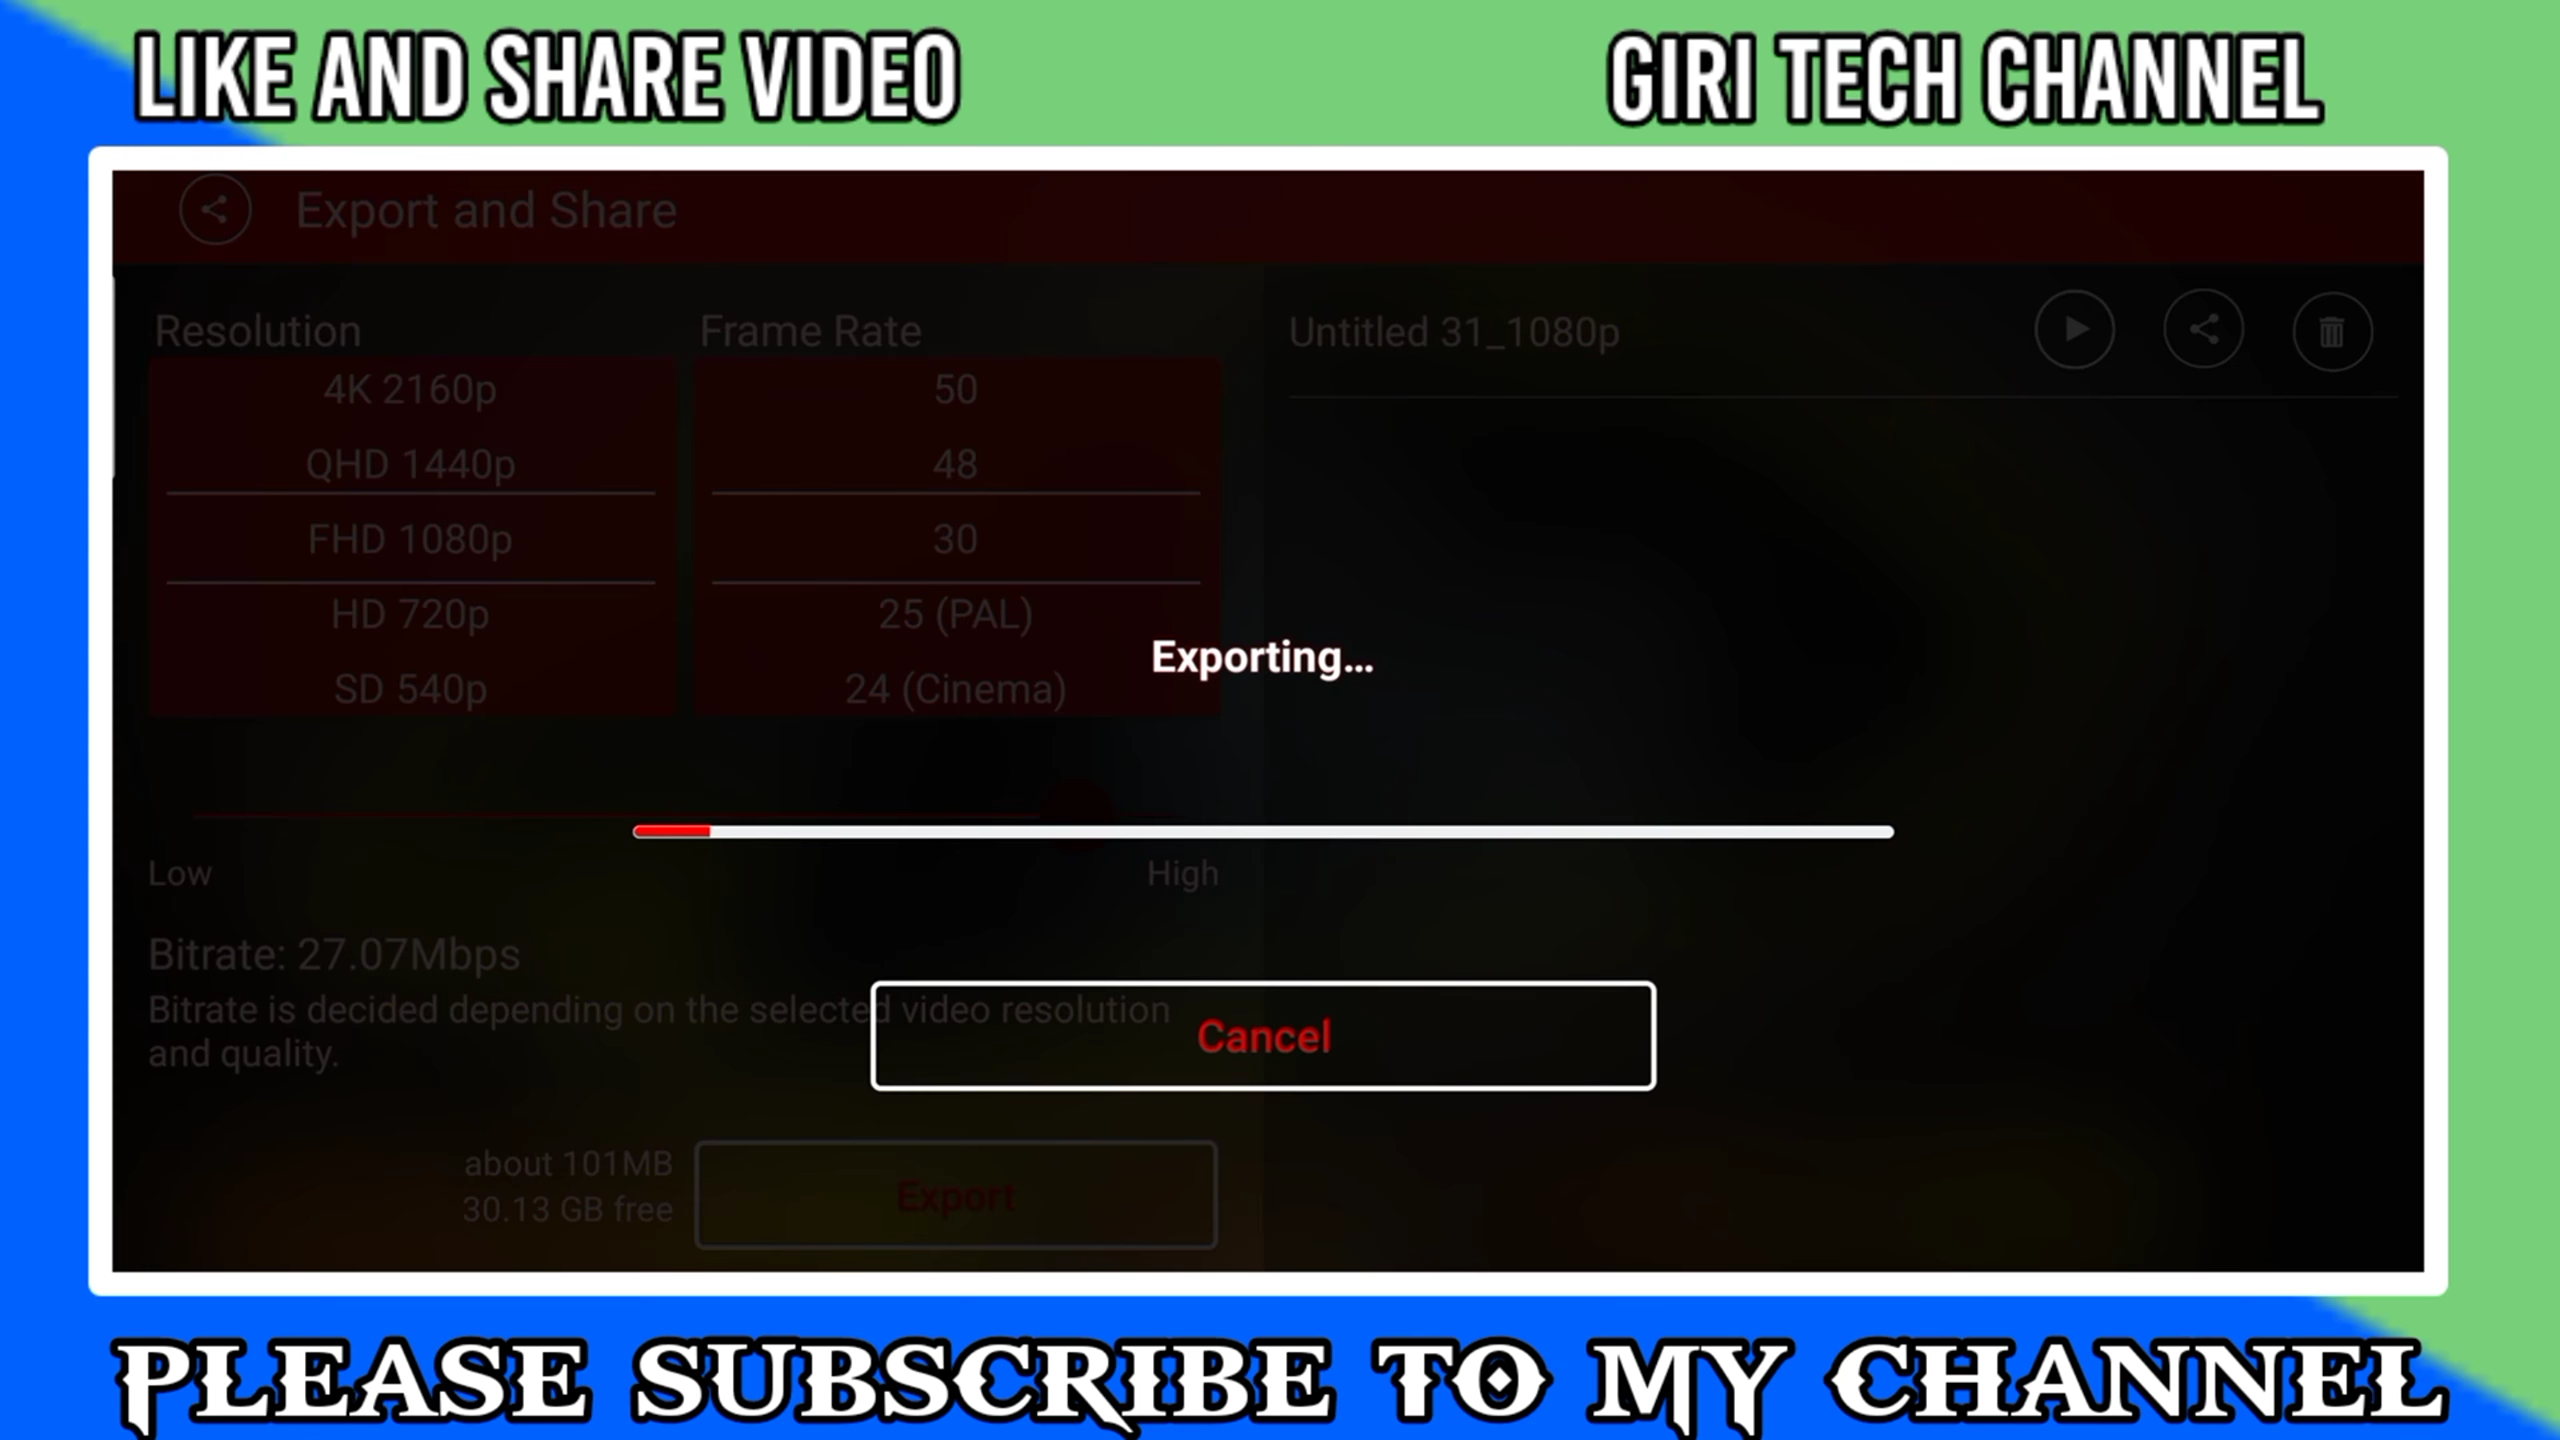 LIKE AND SHARE VIDEO
GIRI TECH CHANNEL
Export and Share
Resolution
Frame Rate
Untitled 31_1080p
4K 2160p
50
QHD 1440p
48
FHD 1080p
30
HD 720p
25 (PAL)
SD 540p
24 (Cinema)
Exporting...
Low
High
Bitrate: 27.07Mbps
Bitrate is decided depending on the selected video resolution
and quality.
Cancel
about 101MB
30.13 GB free
Export
PLEASE SUBSCRIBE TO MY CHANNEL